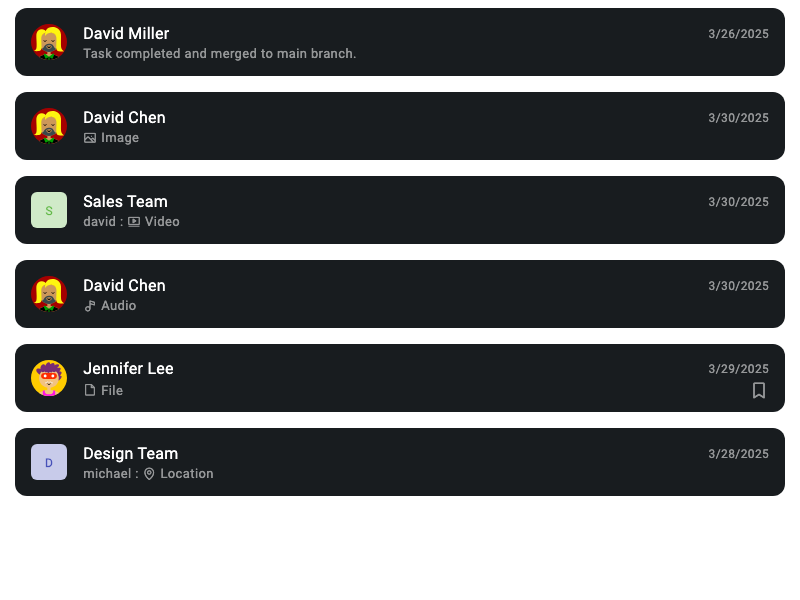 David Miller 3/26/2025
Task completed and merged to main branch.
David Chen 3/30/2025
Image
S Sales Team 3/30/2025
david : Video
David Chen 3/30/2025
Audio
Jennifer Lee 3/29/2025
File
D Design Team 3/28/2025
michael : Location